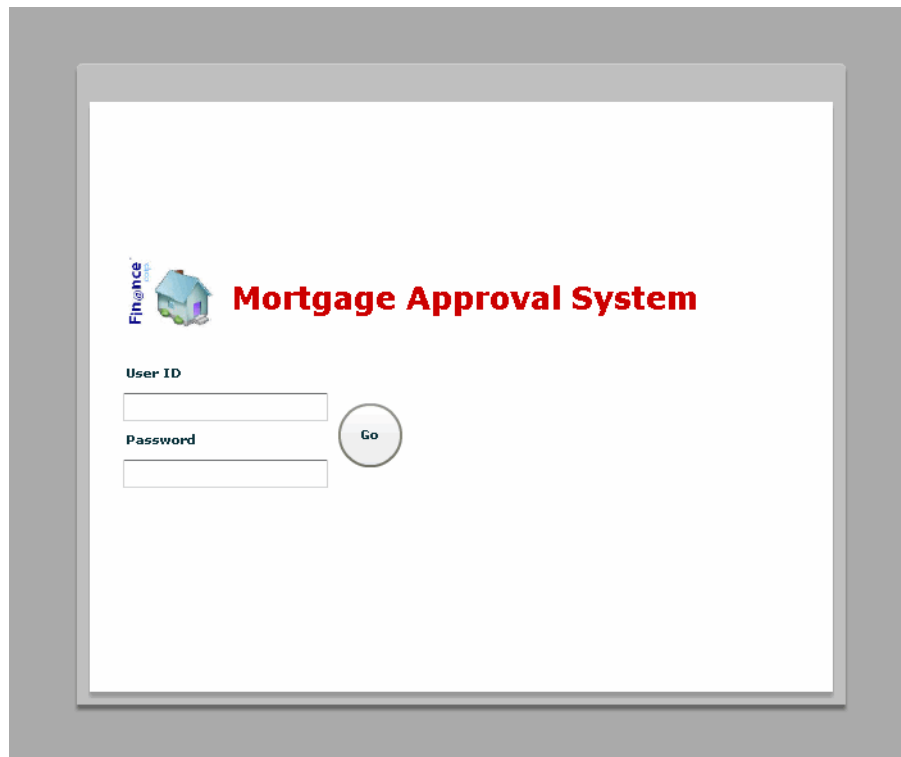 Fin@nce
corp.
Mortgage Approval System
User ID
Go
Password